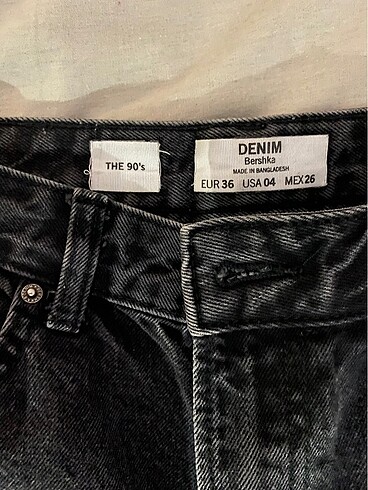 THE 90's
DENIM
Bershka
MADE IN BANGLADESH
EUR 36 USA 04 MEX 26